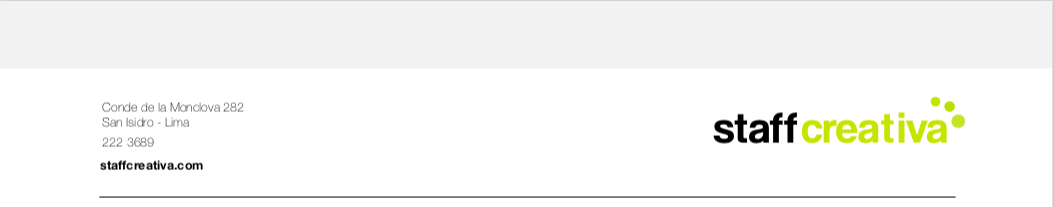 Conde de la Monclova 282
San Isidro - Lima
222 3689
staffcreativa.com
staffcreativa